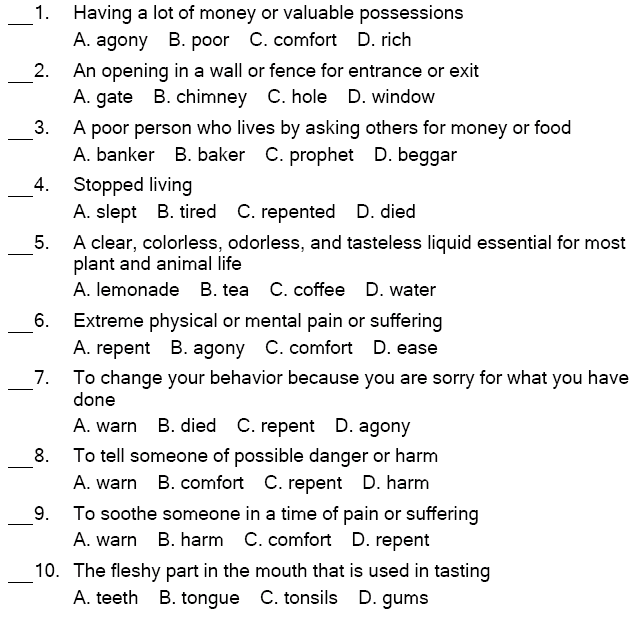 ___1. Having a lot of money or valuable possessions
A. agony B. poor C. comfort D. rich
___2. An opening in a wall or fence for entrance or exit
A. gate B. chimney C. hole D. window
___3. A poor person who lives by asking others for money or food
A. banker B. baker C. prophet D. beggar
___4. Stopped living
A. slept B. tired C. repented D. died
___5. A clear, colorless, odorless, and tasteless liquid essential for most
plant and animal life
A. lemonade B. tea C. coffee D. water
___6. Extreme physical or mental pain or suffering
A. repent B. agony C. comfort D. ease
___7. To change your behavior because you are sorry for what you have
done
A. warn B. died C. repent D. agony
___8. To tell someone of possible danger or harm
A. warn B. comfort C. repent D. harm
___9. To soothe someone in a time of pain or suffering
A. warn B. harm C. comfort D. repent
___10. The fleshy part in the mouth that is used in tasting
A. teeth B. tongue C. tonsils D. gums